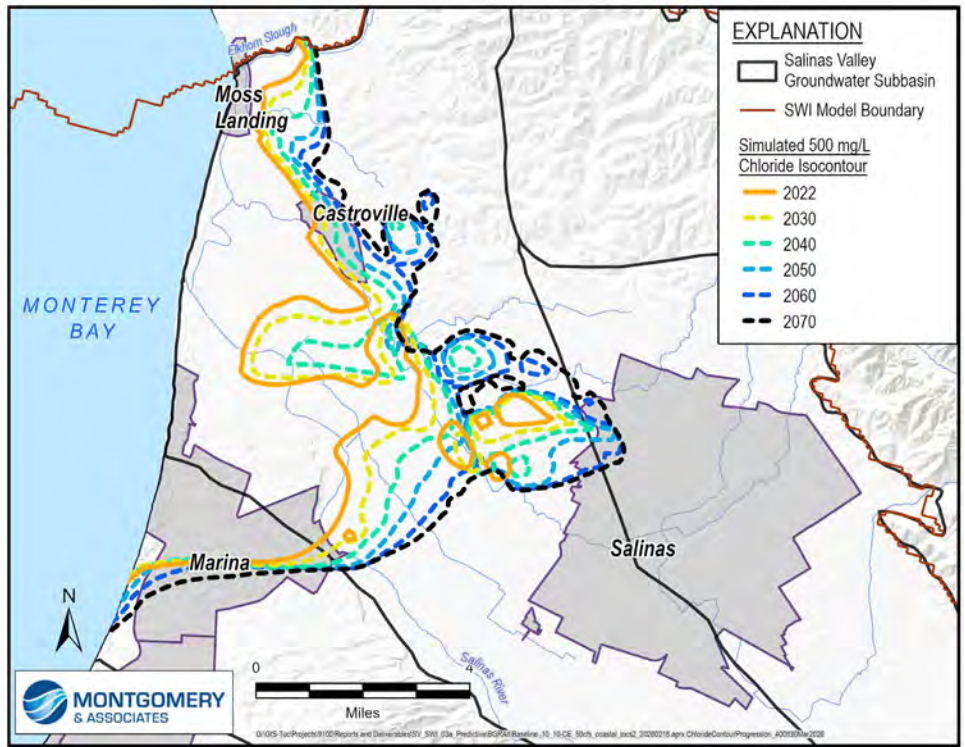 Elkhorn Slough
Moss
Landing
Castroville
MONTEREY
BAY
Marina
Salinas
Salinas River
N
0
4
Miles
MONTGOMERY
& ASSOCIATES
EXPLANATION
Salinas Valley
Groundwater Subbasin
SWI Model Boundary
Simulated 500 mg/L
Chloride Isocontour
2022
2030
2040
2050
2060
2070